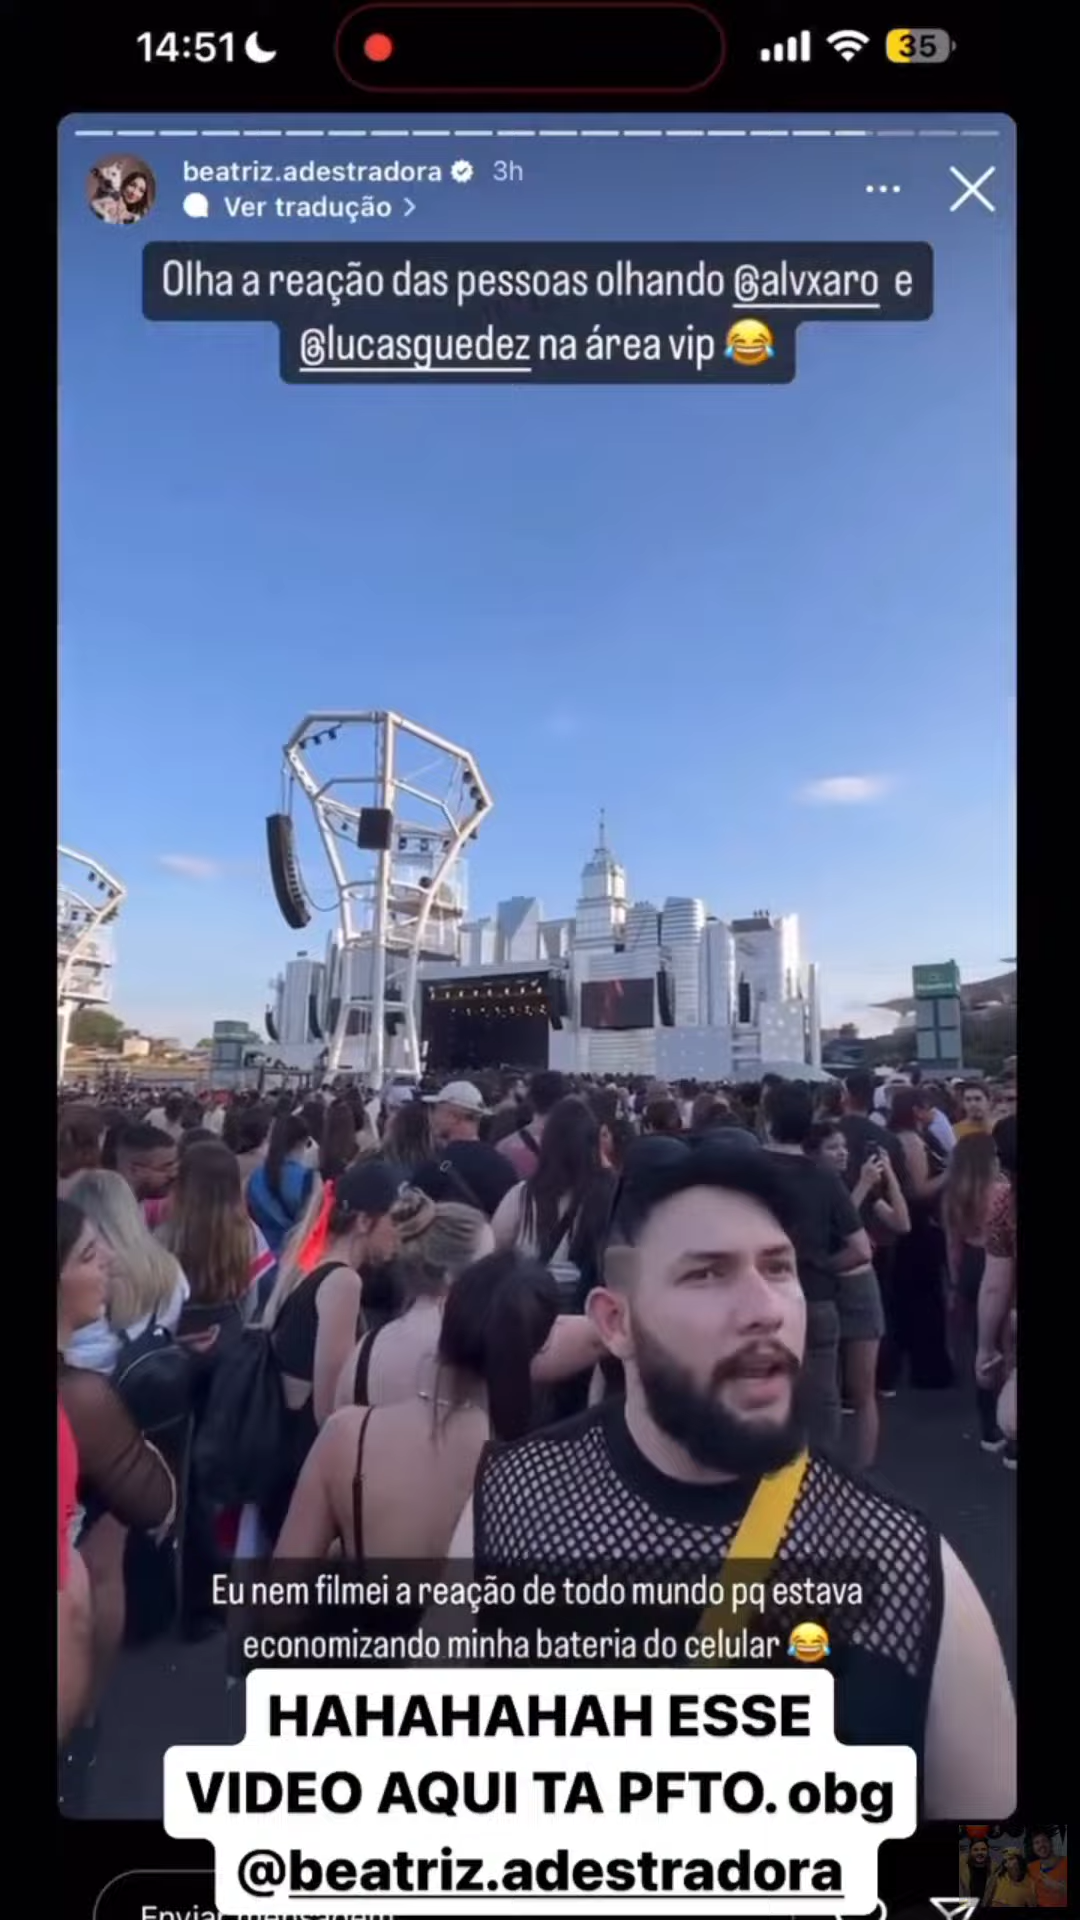 14:51
35
beatriz.adestradora 3h
Ver tradução >
Olha a reação das pessoas olhando @alvxaro e
@lucasguedez na área vip 😂
Eu nem filmei a reação de todo mundo pq estava
economizando minha bateria do celular 😂
HAHAHAHAH ESSE
VIDEO AQUI TA PFTO. obg
@beatriz.adestradora
Enviar mensagem